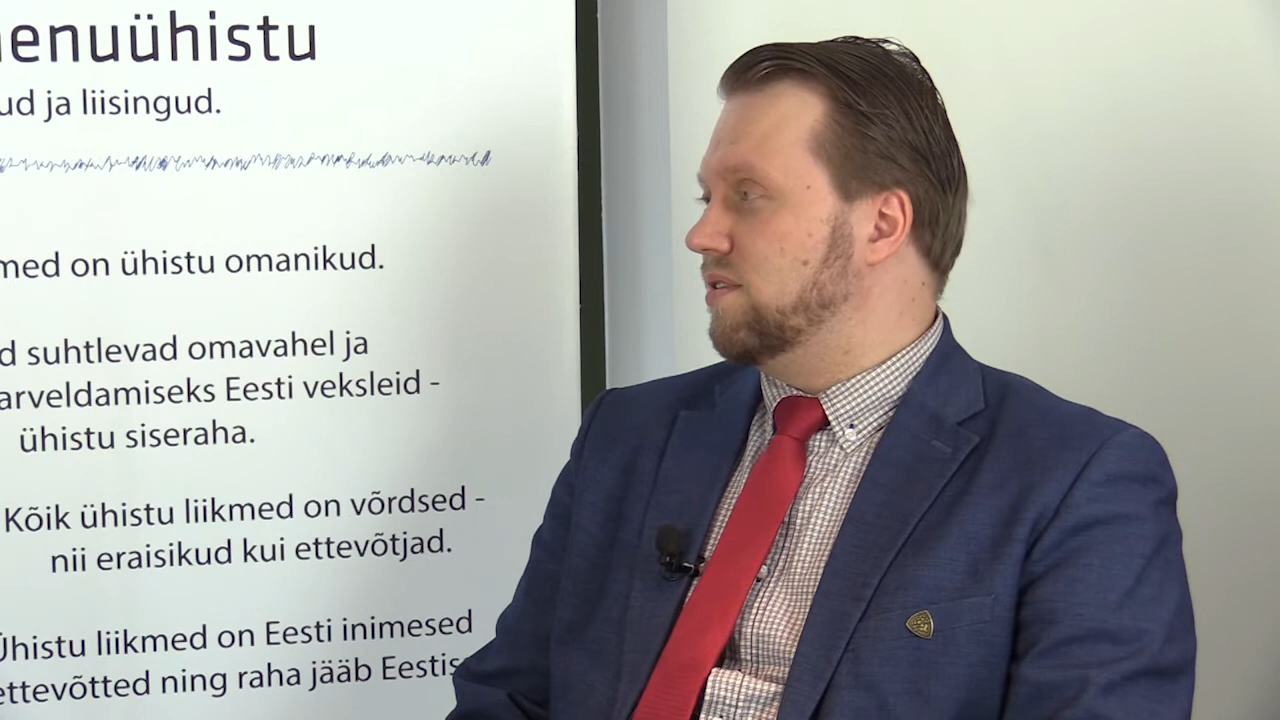 enuühistu
ud ja liisingud.
med on ühistu omanikud.
d suhtlevad omavahel ja
arveldamiseks Eesti veksleid -
ühistu siseraha.
Kõik ühistu liikmed on võrdsed -
nii eraisikud kui ettevõtjad.
Ühistu liikmed on Eesti inimesed
ettevõtted ning raha jääb Eestis